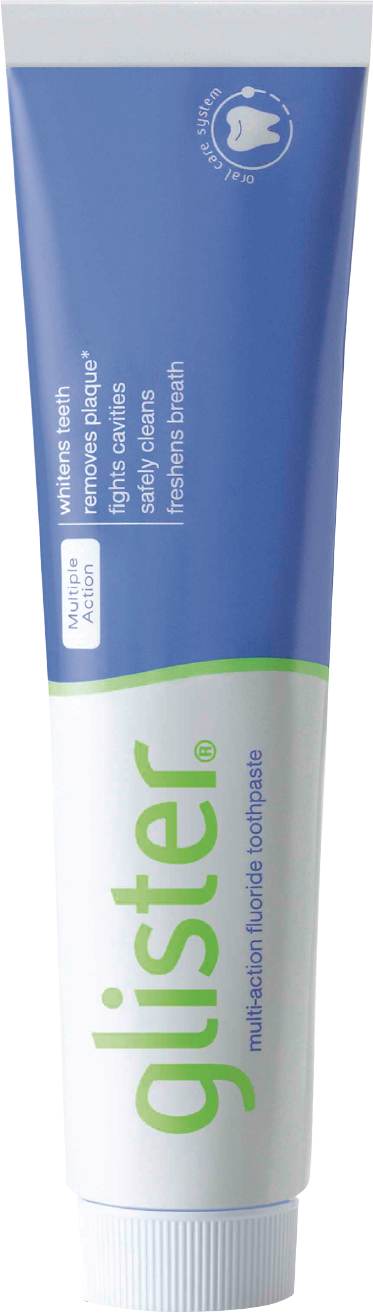 glister®
multi-action fluoride toothpaste
Multiple
Action
whitens teeth
removes plaque*
fights cavities
safely cleans
freshens breath
oral care system